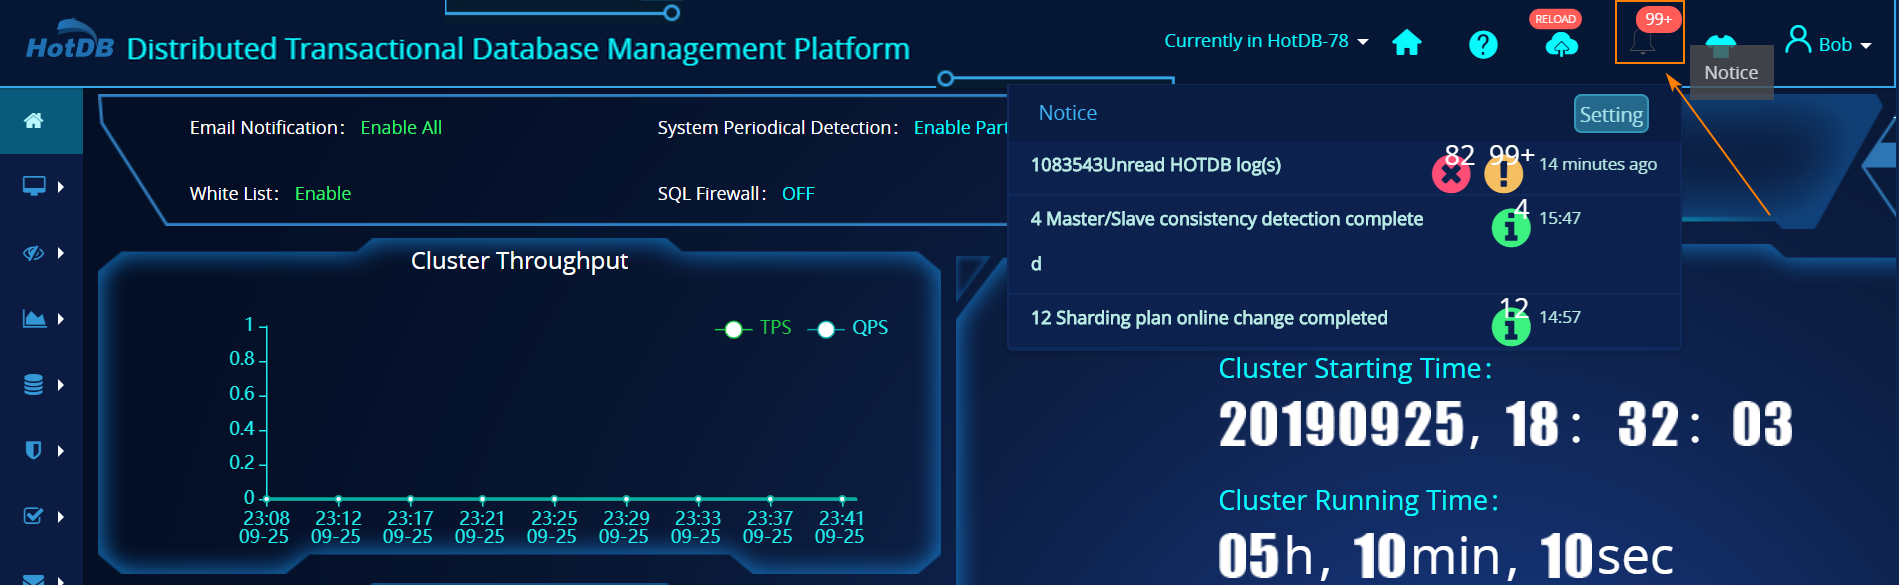 HotDB Distributed Transactional Database Management Platform
Currently in HotDB-78
RELOAD
99+
Bob
Notice
Email Notification: Enable All
System Periodical Detection: Enable Part
White List: Enable
SQL Firewall: OFF
Notice
Setting
1083543Unread HOTDB log(s) 82 99+ 14 minutes ago
4 Master/Slave consistency detection complete
d
4 15:47
12 Sharding plan online change completed 12 14:57
Cluster Throughput
TPS QPS
1
0.8
0.6
0.4
0.2
0
23:08 23:12 23:17 23:21 23:25 23:29 23:33 23:37 23:41
09-25 09-25 09-25 09-25 09-25 09-25 09-25 09-25 09-25
Cluster Starting Time:
20190925, 18: 32: 03
Cluster Running Time:
05h, 10min, 10sec